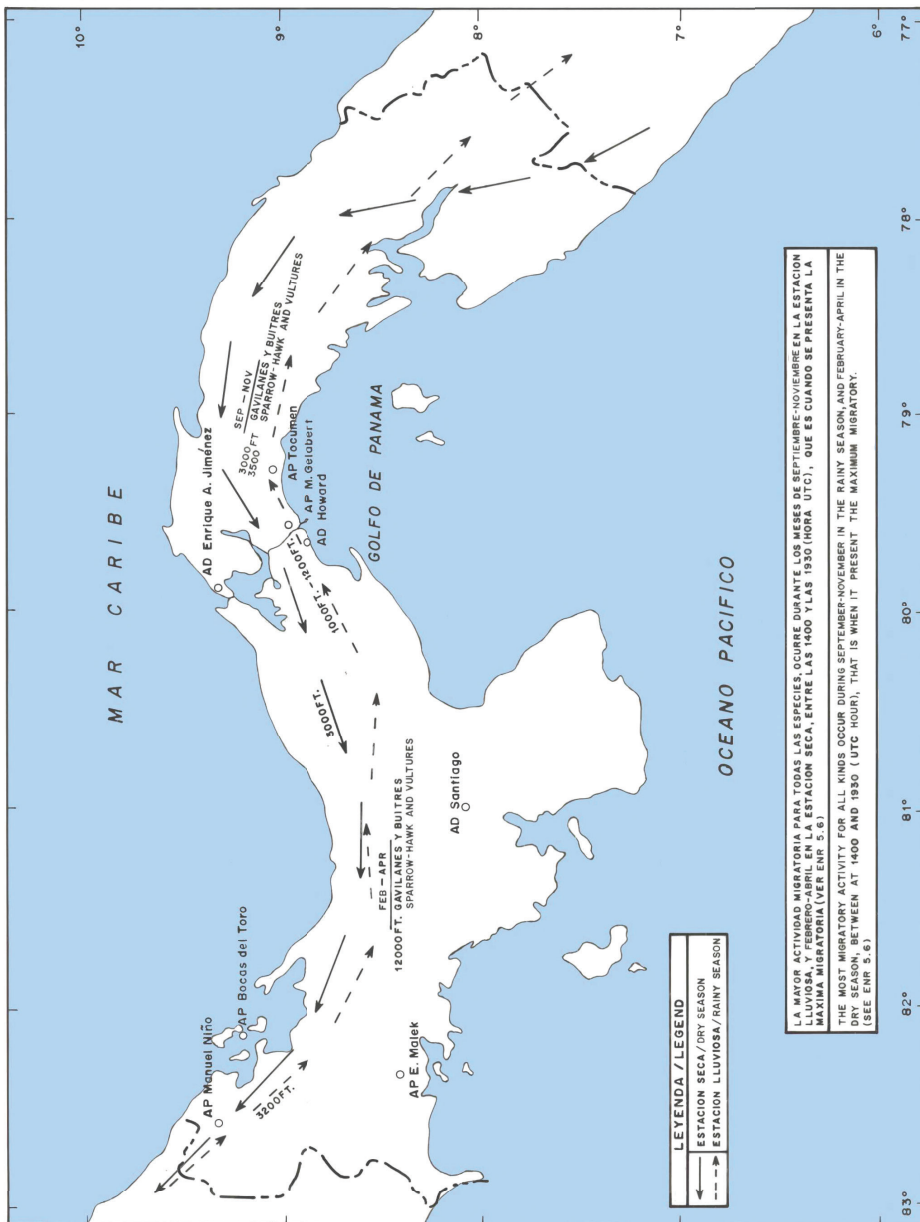 MAR CARIBE
10°
9°
8°
7°
6°
AP Manuel Niño
AP Bocas del Toro
3200FT.
AP E. Malek
FEB-APR
12000FT. GAVILANES Y BUITRES
SPARROW-HAWK AND VULTURES
AD Santiago
3000FT.
1000FT.-1200FT.
AD Enrique A. Jiménez
SEP - NOV
3000FT
3500 FT
GAVILANES Y BUITRES
SPARROW-HAWK AND VULTURES
AP Tocumen
AP M. Gelabert
AD Howard
GOLFO DE PANAMA
OCEANO PACIFICO
LEYENDA / LEGEND
ESTACION SECA / DRY SEASON
ESTACION LLUVIOSA / RAINY SEASON
LA MAYOR ACTIVIDAD MIGRATORIA PARA TODAS LAS ESPECIES, OCURRE DURANTE LOS MESES DE SEPTIEMBRE-NOVIEMBRE EN LA ESTACION
LLUVIOSA, Y FEBRERO-ABRIL EN LA ESTACION SECA, ENTRE LAS 1400 Y LAS 1930 (HORA UTC), QUE ES CUANDO SE PRESENTA LA
MAXIMA MIGRATORIA (VER ENR 5.6)
THE MOST MIGRATORY ACTIVITY FOR ALL KINDS OCCUR DURING SEPTEMBER-NOVEMBER IN THE RAINY SEASON, AND FEBRUARY-APRIL IN THE
DRY SEASON, BETWEEN AT 1400 AND 1930 ( UTC HOUR), THAT IS WHEN IT PRESENT THE MAXIMUM MIGRATORY.
(SEE ENR 5.6)
83°
82°
81°
80°
79°
78°
77°